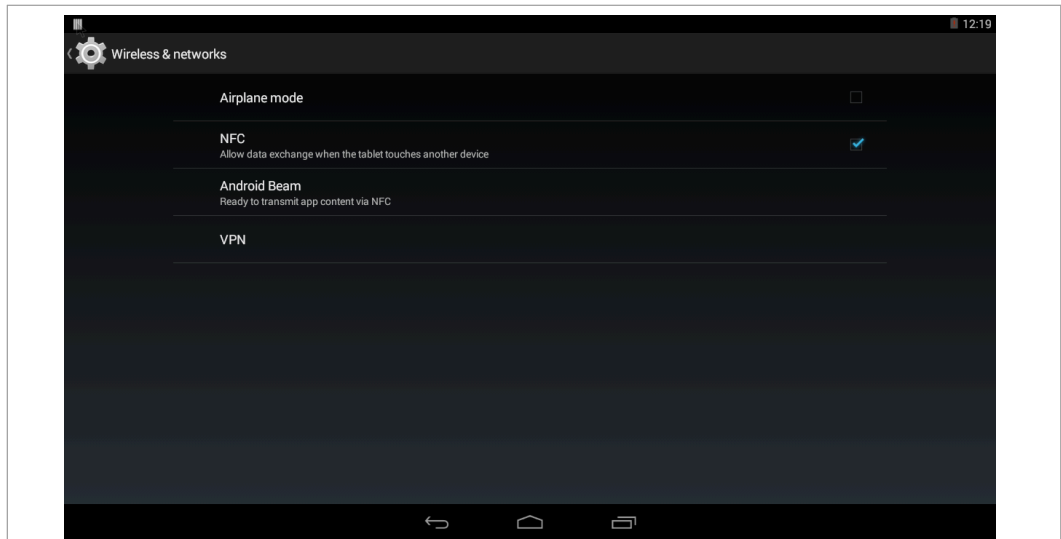 12:19
Wireless & networks
Airplane mode
NFC
Allow data exchange when the tablet touches another device
Android Beam
Ready to transmit app content via NFC
VPN